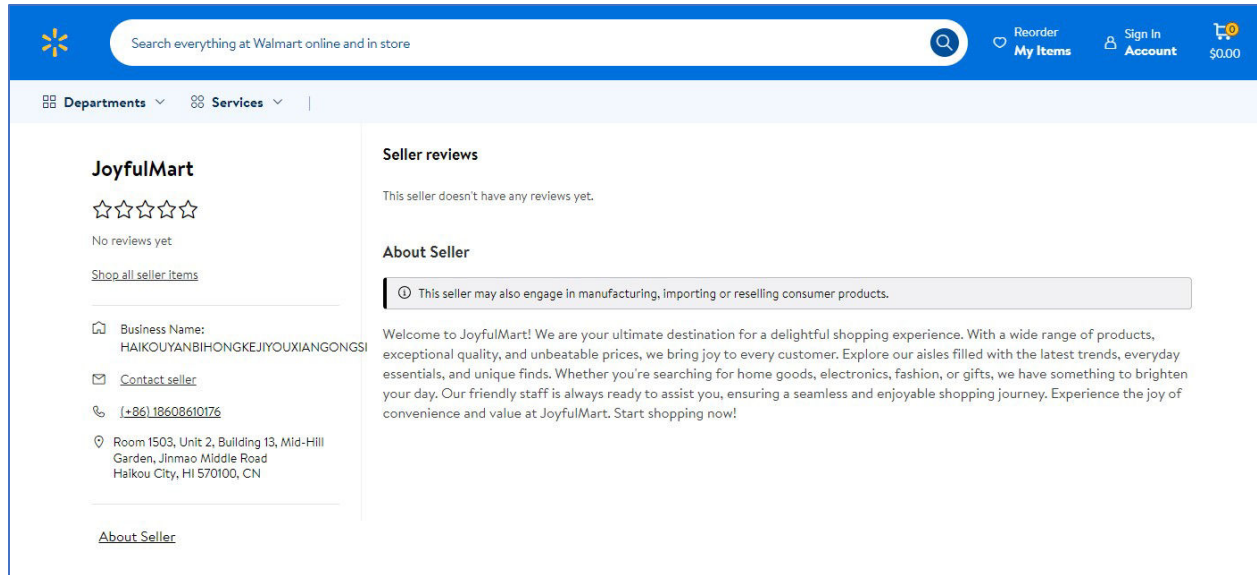 Search everything at Walmart online and in store
Reorder
My Items
Sign In
Account
0
$0.00
Departments
Services
JoyfulMart
No reviews yet
Shop all seller items
Business Name:
HAIKOUYANBIHONGKEJIYOUXIANGONGSI
Contact seller
(+86) 18608610176
Room 1503, Unit 2, Building 13, Mid-Hill
Garden, Jinmao Middle Road
Haikou City, HI 570100, CN
About Seller
Seller reviews
This seller doesn't have any reviews yet.
About Seller
This seller may also engage in manufacturing, importing or reselling consumer products.
Welcome to JoyfulMart! We are your ultimate destination for a delightful shopping experience. With a wide range of products,
exceptional quality, and unbeatable prices, we bring joy to every customer. Explore our aisles filled with the latest trends, everyday
essentials, and unique finds. Whether you're searching for home goods, electronics, fashion, or gifts, we have something to brighten
your day. Our friendly staff is always ready to assist you, ensuring a seamless and enjoyable shopping journey. Experience the joy of
convenience and value at JoyfulMart. Start shopping now!